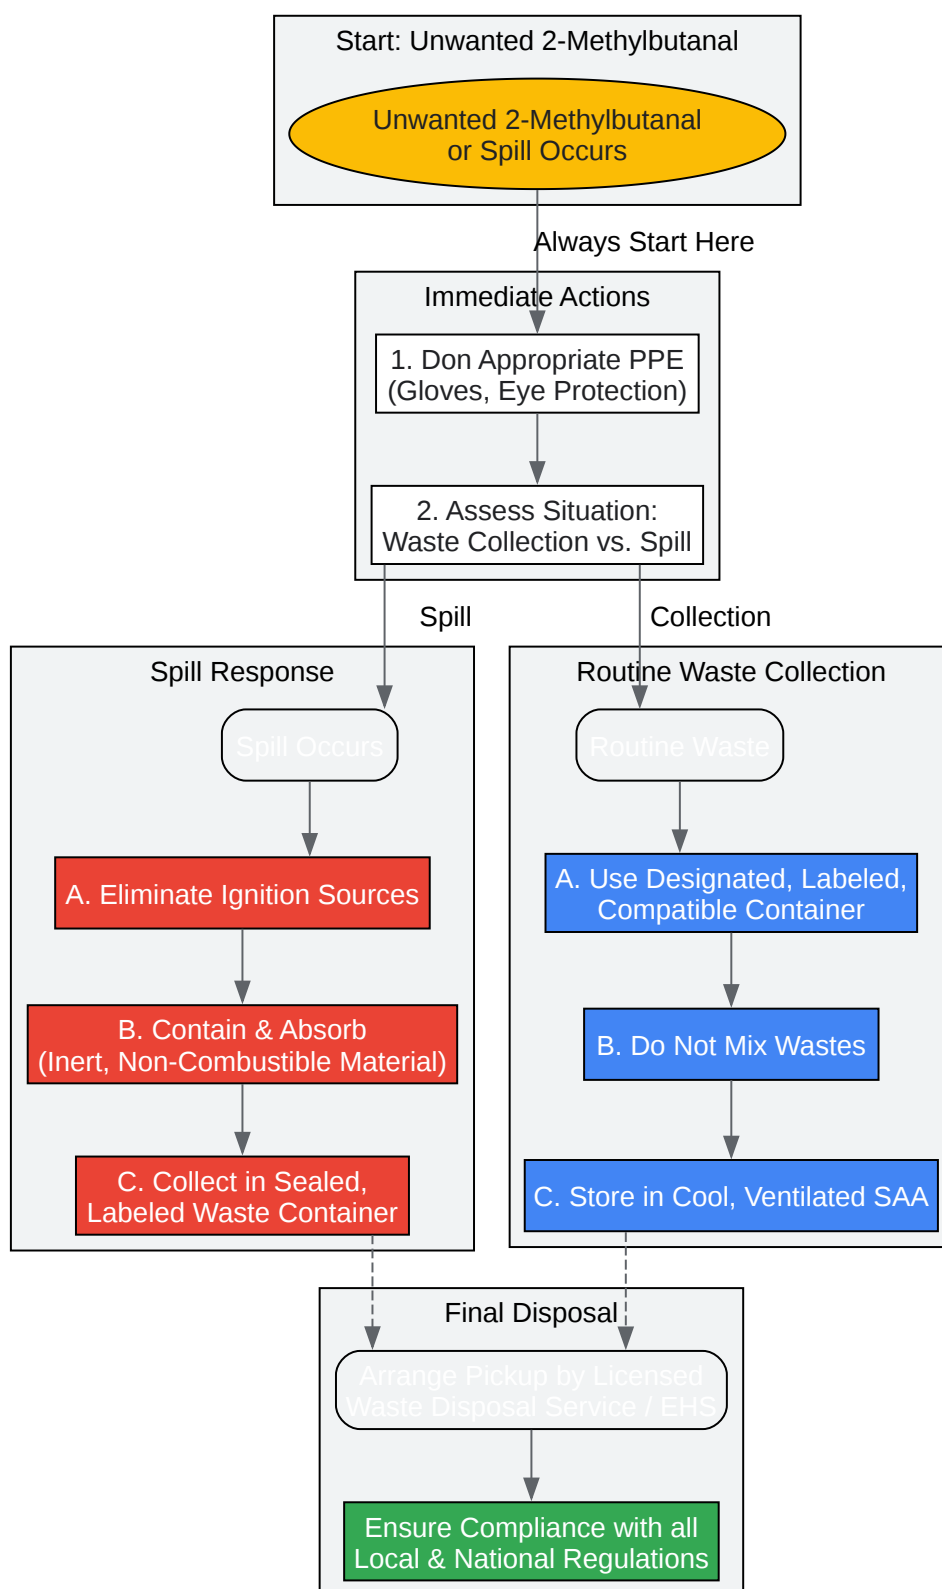 Start: Unwanted 2-Methylbutanal
Unwanted 2-Methylbutanal
or Spill Occurs
Always Start Here
Immediate Actions
1. Don Appropriate PPE
(Gloves, Eye Protection)
2. Assess Situation:
Waste Collection vs. Spill
Spill
Collection
Spill Response
Spill Occurs
A. Eliminate Ignition Sources
B. Contain & Absorb
(Inert, Non-Combustible Material)
C. Collect in Sealed,
Labeled Waste Container
Routine Waste Collection
Routine Waste
A. Use Designated, Labeled,
Compatible Container
B. Do Not Mix Wastes
C. Store in Cool, Ventilated SAA
Final Disposal
Arrange Pickup by Licensed
Waste Disposal Service / EHS
Ensure Compliance with all
Local & National Regulations